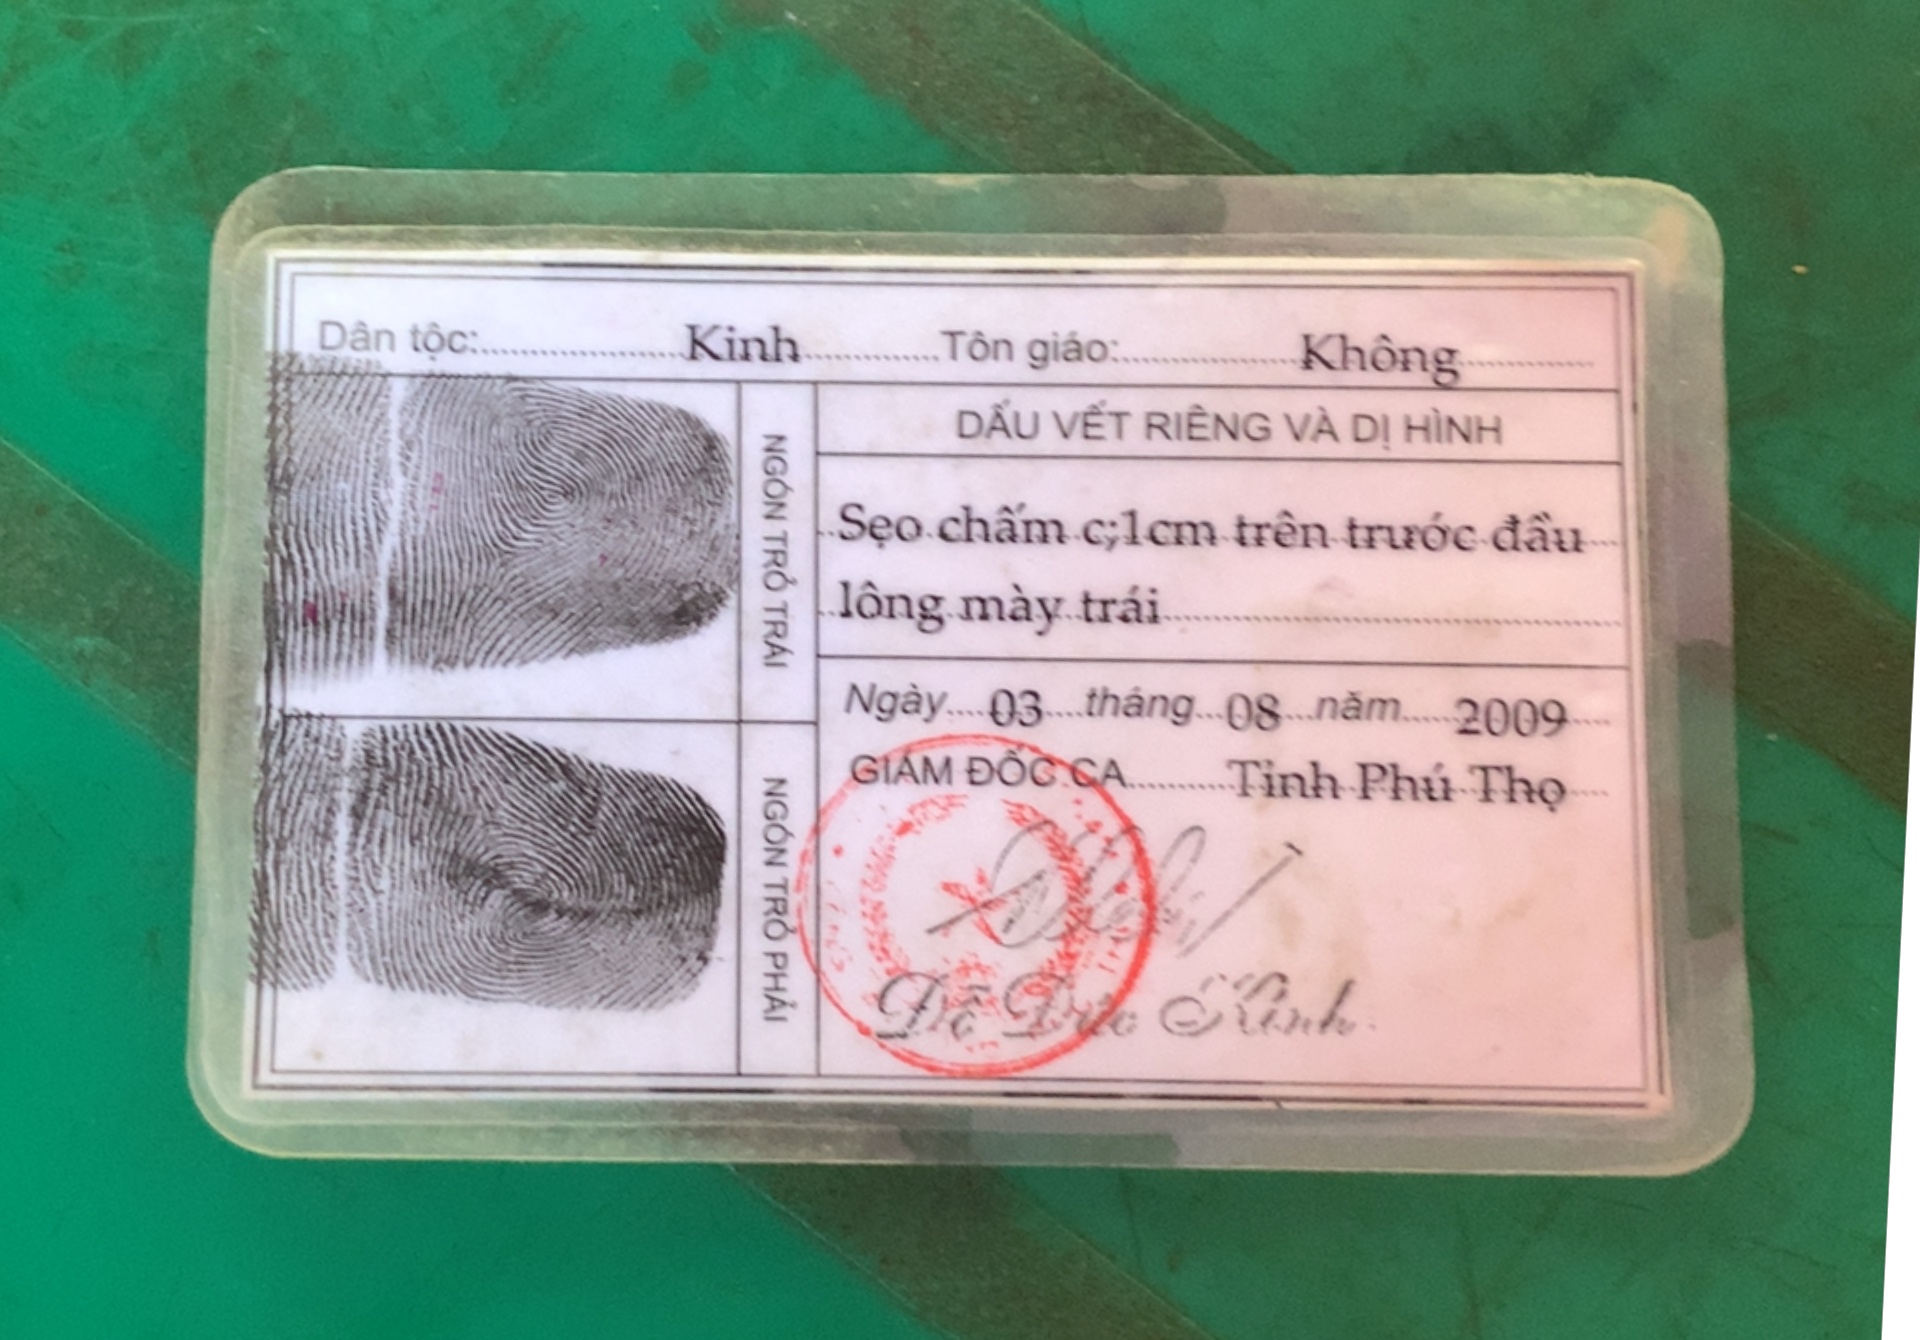 Dân tộc: Kinh Tôn giáo: Không
NGÓN TRỎ TRÁI
NGÓN TRỎ PHẢI
DẤU VẾT RIÊNG VÀ DỊ HÌNH
Sẹo chấm c;1cm trên trước đầu
lông mày trái
Ngày 03 tháng 08 năm 2009
GIÁM ĐỐC CA Tỉnh Phú Thọ
Đỗ Đức Kính